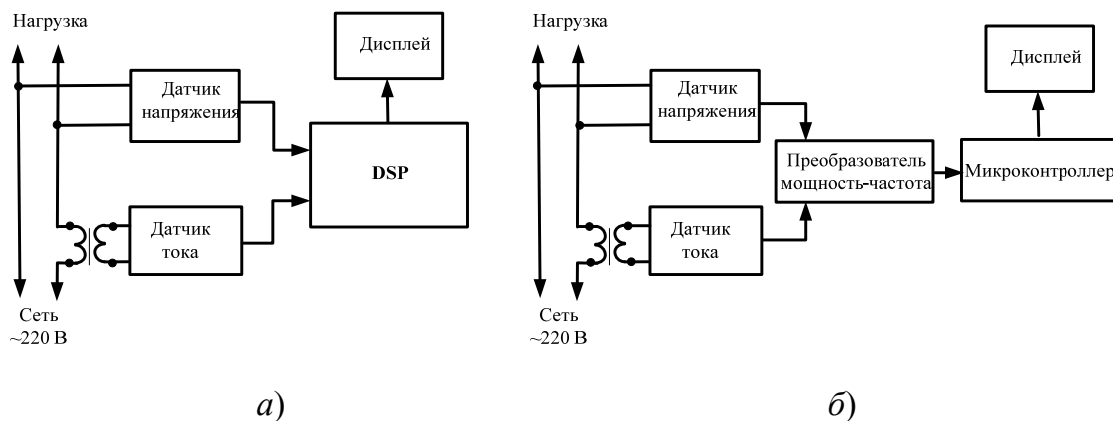 Нагрузка
Дисплей
Датчик
напряжения
DSP
Датчик
тока
Сеть
~220 В
а)
Нагрузка
Дисплей
Датчик
напряжения
Преобразователь
мощность-частота
Микроконтроллер
Датчик
тока
Сеть
~220 В
б)